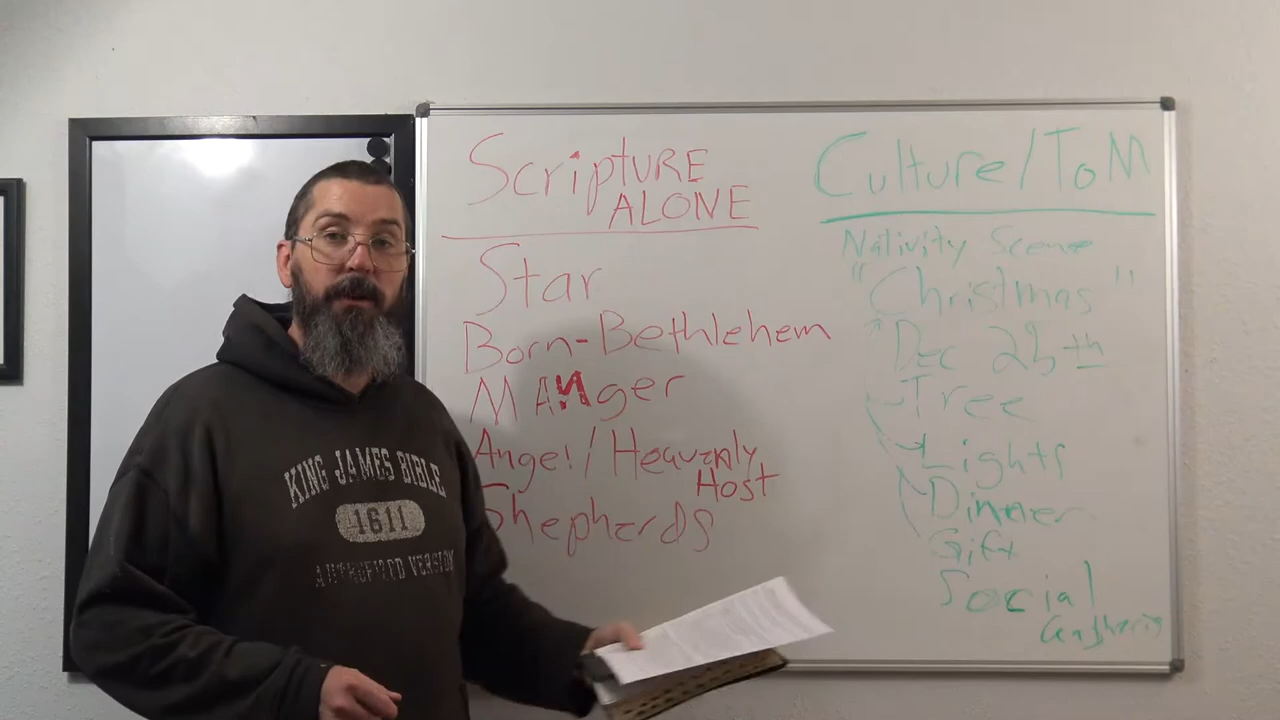 Scripture
ALONE
Star
Born-Bethlehem
MANger
Angel/Heavenly
Host
Shepherds
Culture/ToM
Nativity Scene
"Christmas"
Dec 25th
Tree
Lights
Dinner
Gift
Social
Gathering
KING JAMES BIBLE
1611
AUTHORIZED VERSION